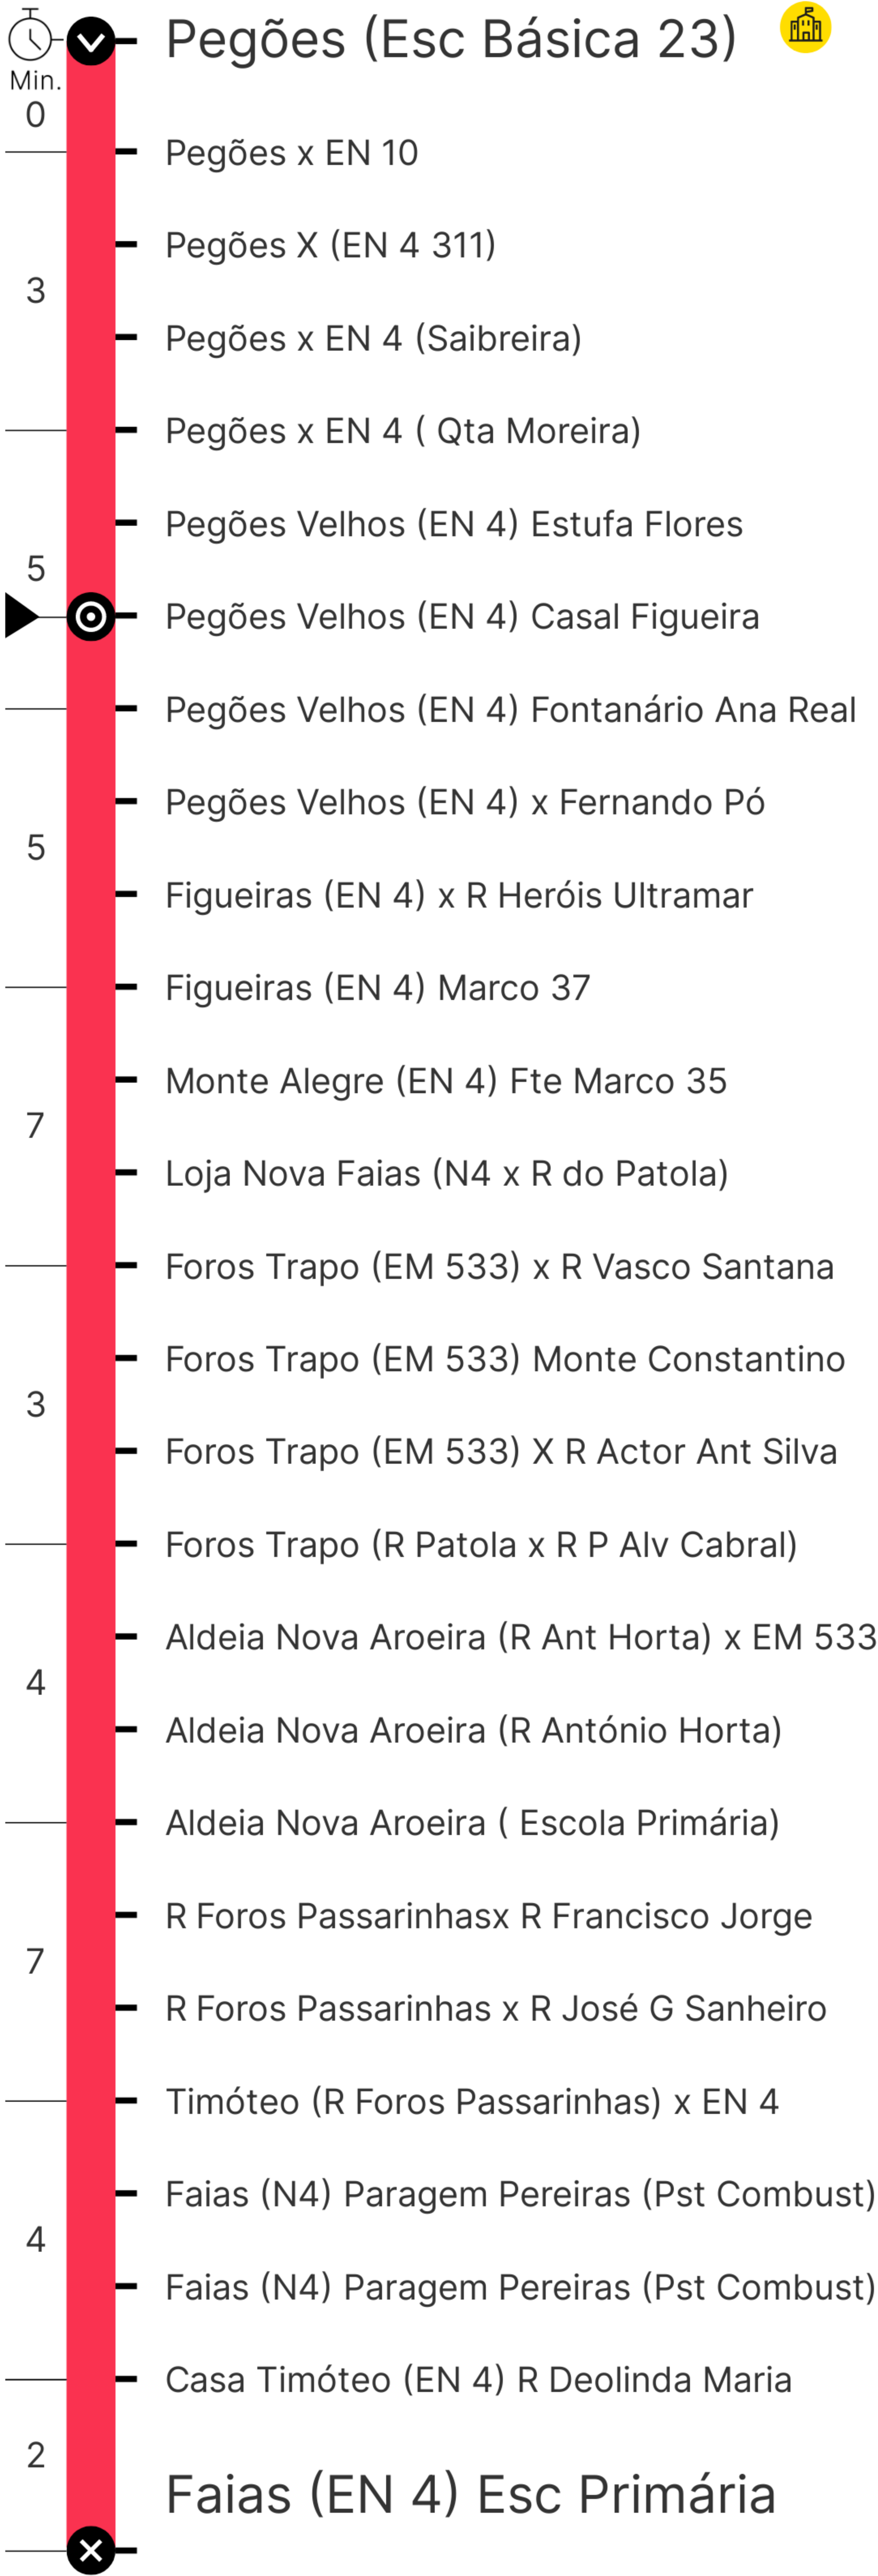 Pegões (Esc Básica 23)
Min.
0
Pegões x EN 10
Pegões X (EN 4 311)
3
Pegões x EN 4 (Saibreira)
Pegões x EN 4 ( Qta Moreira)
Pegões Velhos (EN 4) Estufa Flores
5
Pegões Velhos (EN 4) Casal Figueira
Pegões Velhos (EN 4) Fontanário Ana Real
Pegões Velhos (EN 4) x Fernando Pó
5
Figueiras (EN 4) x R Heróis Ultramar
Figueiras (EN 4) Marco 37
Monte Alegre (EN 4) Fte Marco 35
7
Loja Nova Faias (N4 x R do Patola)
Foros Trapo (EM 533) x R Vasco Santana
Foros Trapo (EM 533) Monte Constantino
3
Foros Trapo (EM 533) X R Actor Ant Silva
Foros Trapo (R Patola x R P Alv Cabral)
Aldeia Nova Aroeira (R Ant Horta) x EM 533
4
Aldeia Nova Aroeira (R António Horta)
Aldeia Nova Aroeira ( Escola Primária)
R Foros Passarinhasx R Francisco Jorge
7
R Foros Passarinhas x R José G Sanheiro
Timóteo (R Foros Passarinhas) x EN 4
Faias (N4) Paragem Pereiras (Pst Combust)
4
Faias (N4) Paragem Pereiras (Pst Combust)
Casa Timóteo (EN 4) R Deolinda Maria
2
Faias (EN 4) Esc Primária